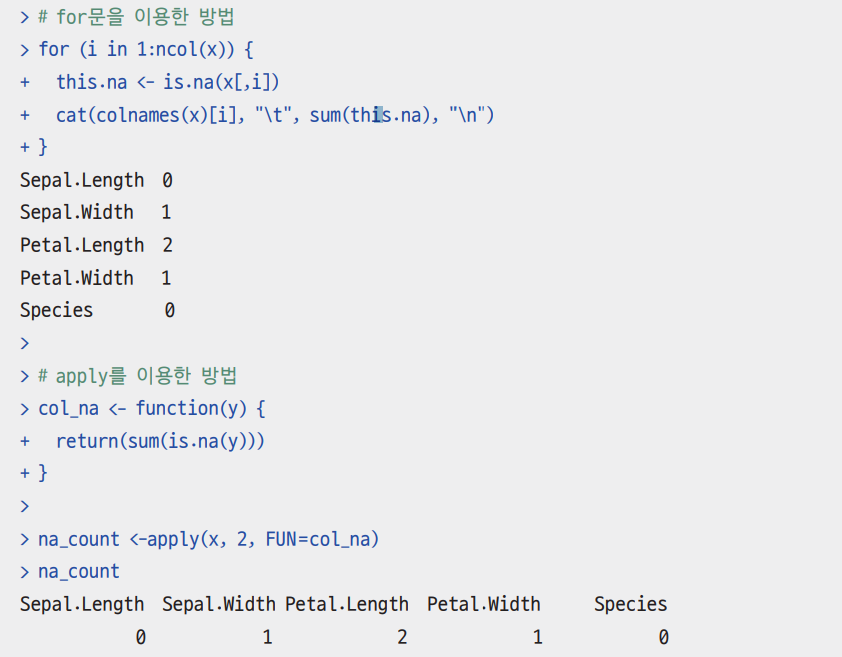 > # for문을 이용한 방법
> for (i in 1:ncol(x)) {
+   this.na <- is.na(x[,i])
+   cat(colnames(x)[i], "\t", sum(this.na), "\n")
+ }
Sepal.Length  0
Sepal.Width   1
Petal.Length  2
Petal.Width   1
Species       0
>
> # apply를 이용한 방법
> col_na <- function(y) {
+   return(sum(is.na(y)))
+ }
>
> na_count <-apply(x, 2, FUN=col_na)
> na_count
Sepal.Length  Sepal.Width Petal.Length  Petal.Width      Species
           0            1            2            1            0